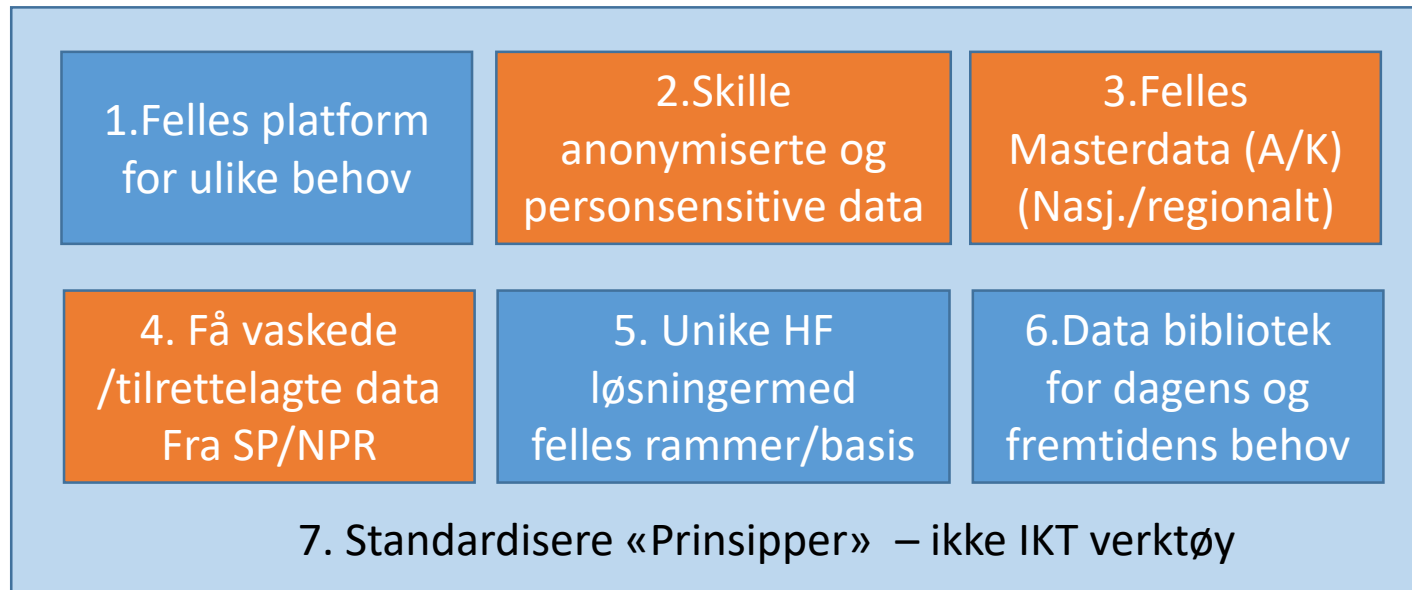 1.Felles platform
for ulike behov
2.Skille
anonymiserte og
personsensitive data
3.Felles
Masterdata (A/K)
(Nasj./regionalt)
4. Få vaskede
/tilrettelagte data
Fra SP/NPR
5. Unike HF
løsningermed
felles rammer/basis
6.Data bibliotek
for dagens og
fremtidens behov
7. Standardisere «Prinsipper» – ikke IKT verktøy